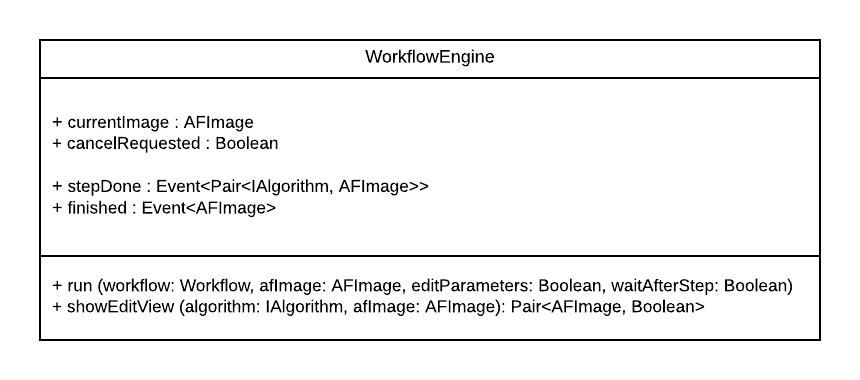 WorkflowEngine
+ currentImage : AFImage
+ cancelRequested : Boolean
+ stepDone : Event<Pair<IAlgorithm, AFImage>>
+ finished : Event<AFImage>
+ run (workflow: Workflow, afImage: AFImage, editParameters: Boolean, waitAfterStep: Boolean)
+ showEditView (algorithm: IAlgorithm, afImage: AFImage): Pair<AFImage, Boolean>